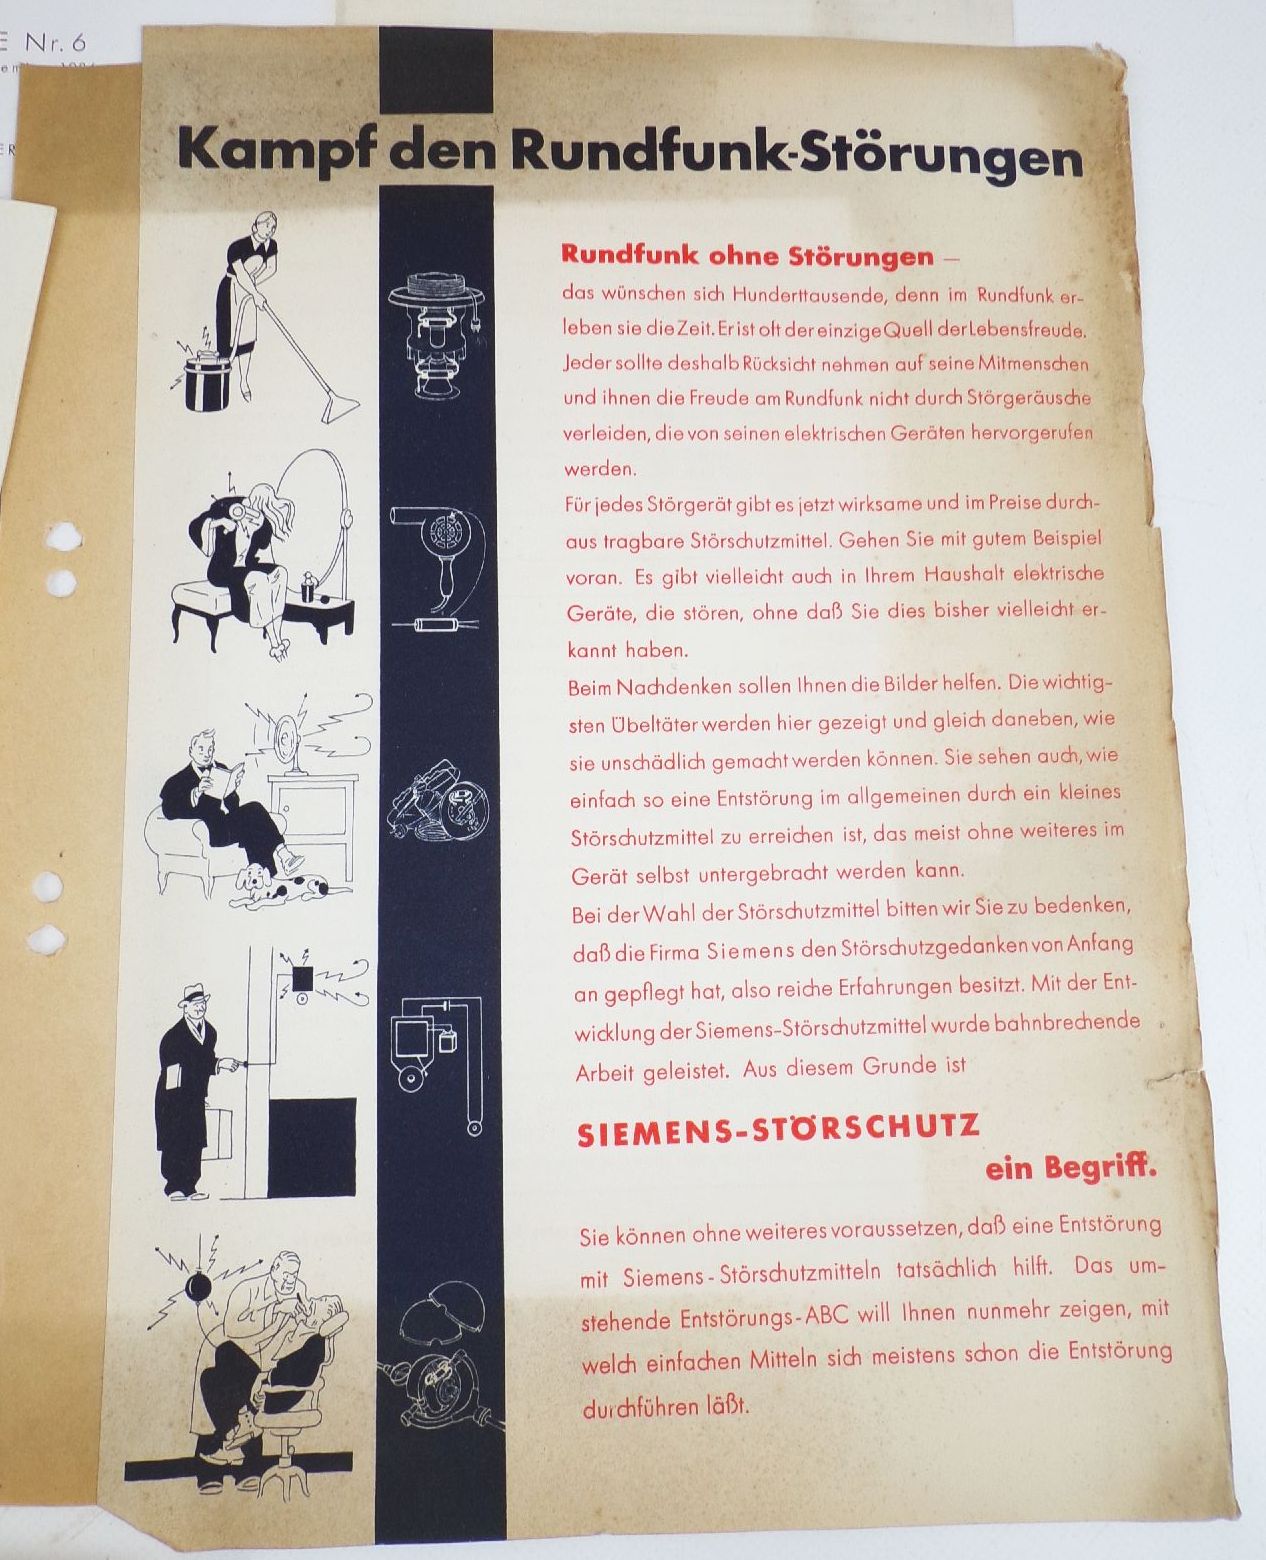 E Nr. 6
ER
Kampf den Rundfunk-Störungen
Rundfunk ohne Störungen –
das wünschen sich Hunderttausende, denn im Rundfunk er-
leben sie die Zeit. Er ist oft der einzige Quell der Lebensfreude.
Jeder sollte deshalb Rücksicht nehmen auf seine Mitmenschen
und ihnen die Freude am Rundfunk nicht durch Störgeräusche
verleiden, die von seinen elektrischen Geräten hervorgerufen
werden.
Für jedes Störgerät gibt es jetzt wirksame und im Preise durch-
aus tragbare Störschutzmittel. Gehen Sie mit gutem Beispiel
voran. Es gibt vielleicht auch in Ihrem Haushalt elektrische
Geräte, die stören, ohne daß Sie dies bisher vielleicht er-
kannt haben.
Beim Nachdenken sollen Ihnen die Bilder helfen. Die wichtig-
sten Übeltäter werden hier gezeigt und gleich daneben, wie
sie unschädlich gemacht werden können. Sie sehen auch, wie
einfach so eine Entstörung im allgemeinen durch ein kleines
Störschutzmittel zu erreichen ist, das meist ohne weiteres im
Gerät selbst untergebracht werden kann.
Bei der Wahl der Störschutzmittel bitten wir Sie zu bedenken,
daß die Firma Siemens den Störschutzgedanken von Anfang
an gepflegt hat, also reiche Erfahrungen besitzt. Mit der Ent-
wicklung der Siemens-Störschutzmittel wurde bahnbrechende
Arbeit geleistet. Aus diesem Grunde ist
SIEMENS-STÖRSCHUTZ
ein Begriff.
Sie können ohne weiteres voraussetzen, daß eine Entstörung
mit Siemens-Störschutzmitteln tatsächlich hilft. Das um-
stehende Entstörungs-ABC will Ihnen nunmehr zeigen, mit
welch einfachen Mitteln sich meistens schon die Entstörung
durchführen läßt.